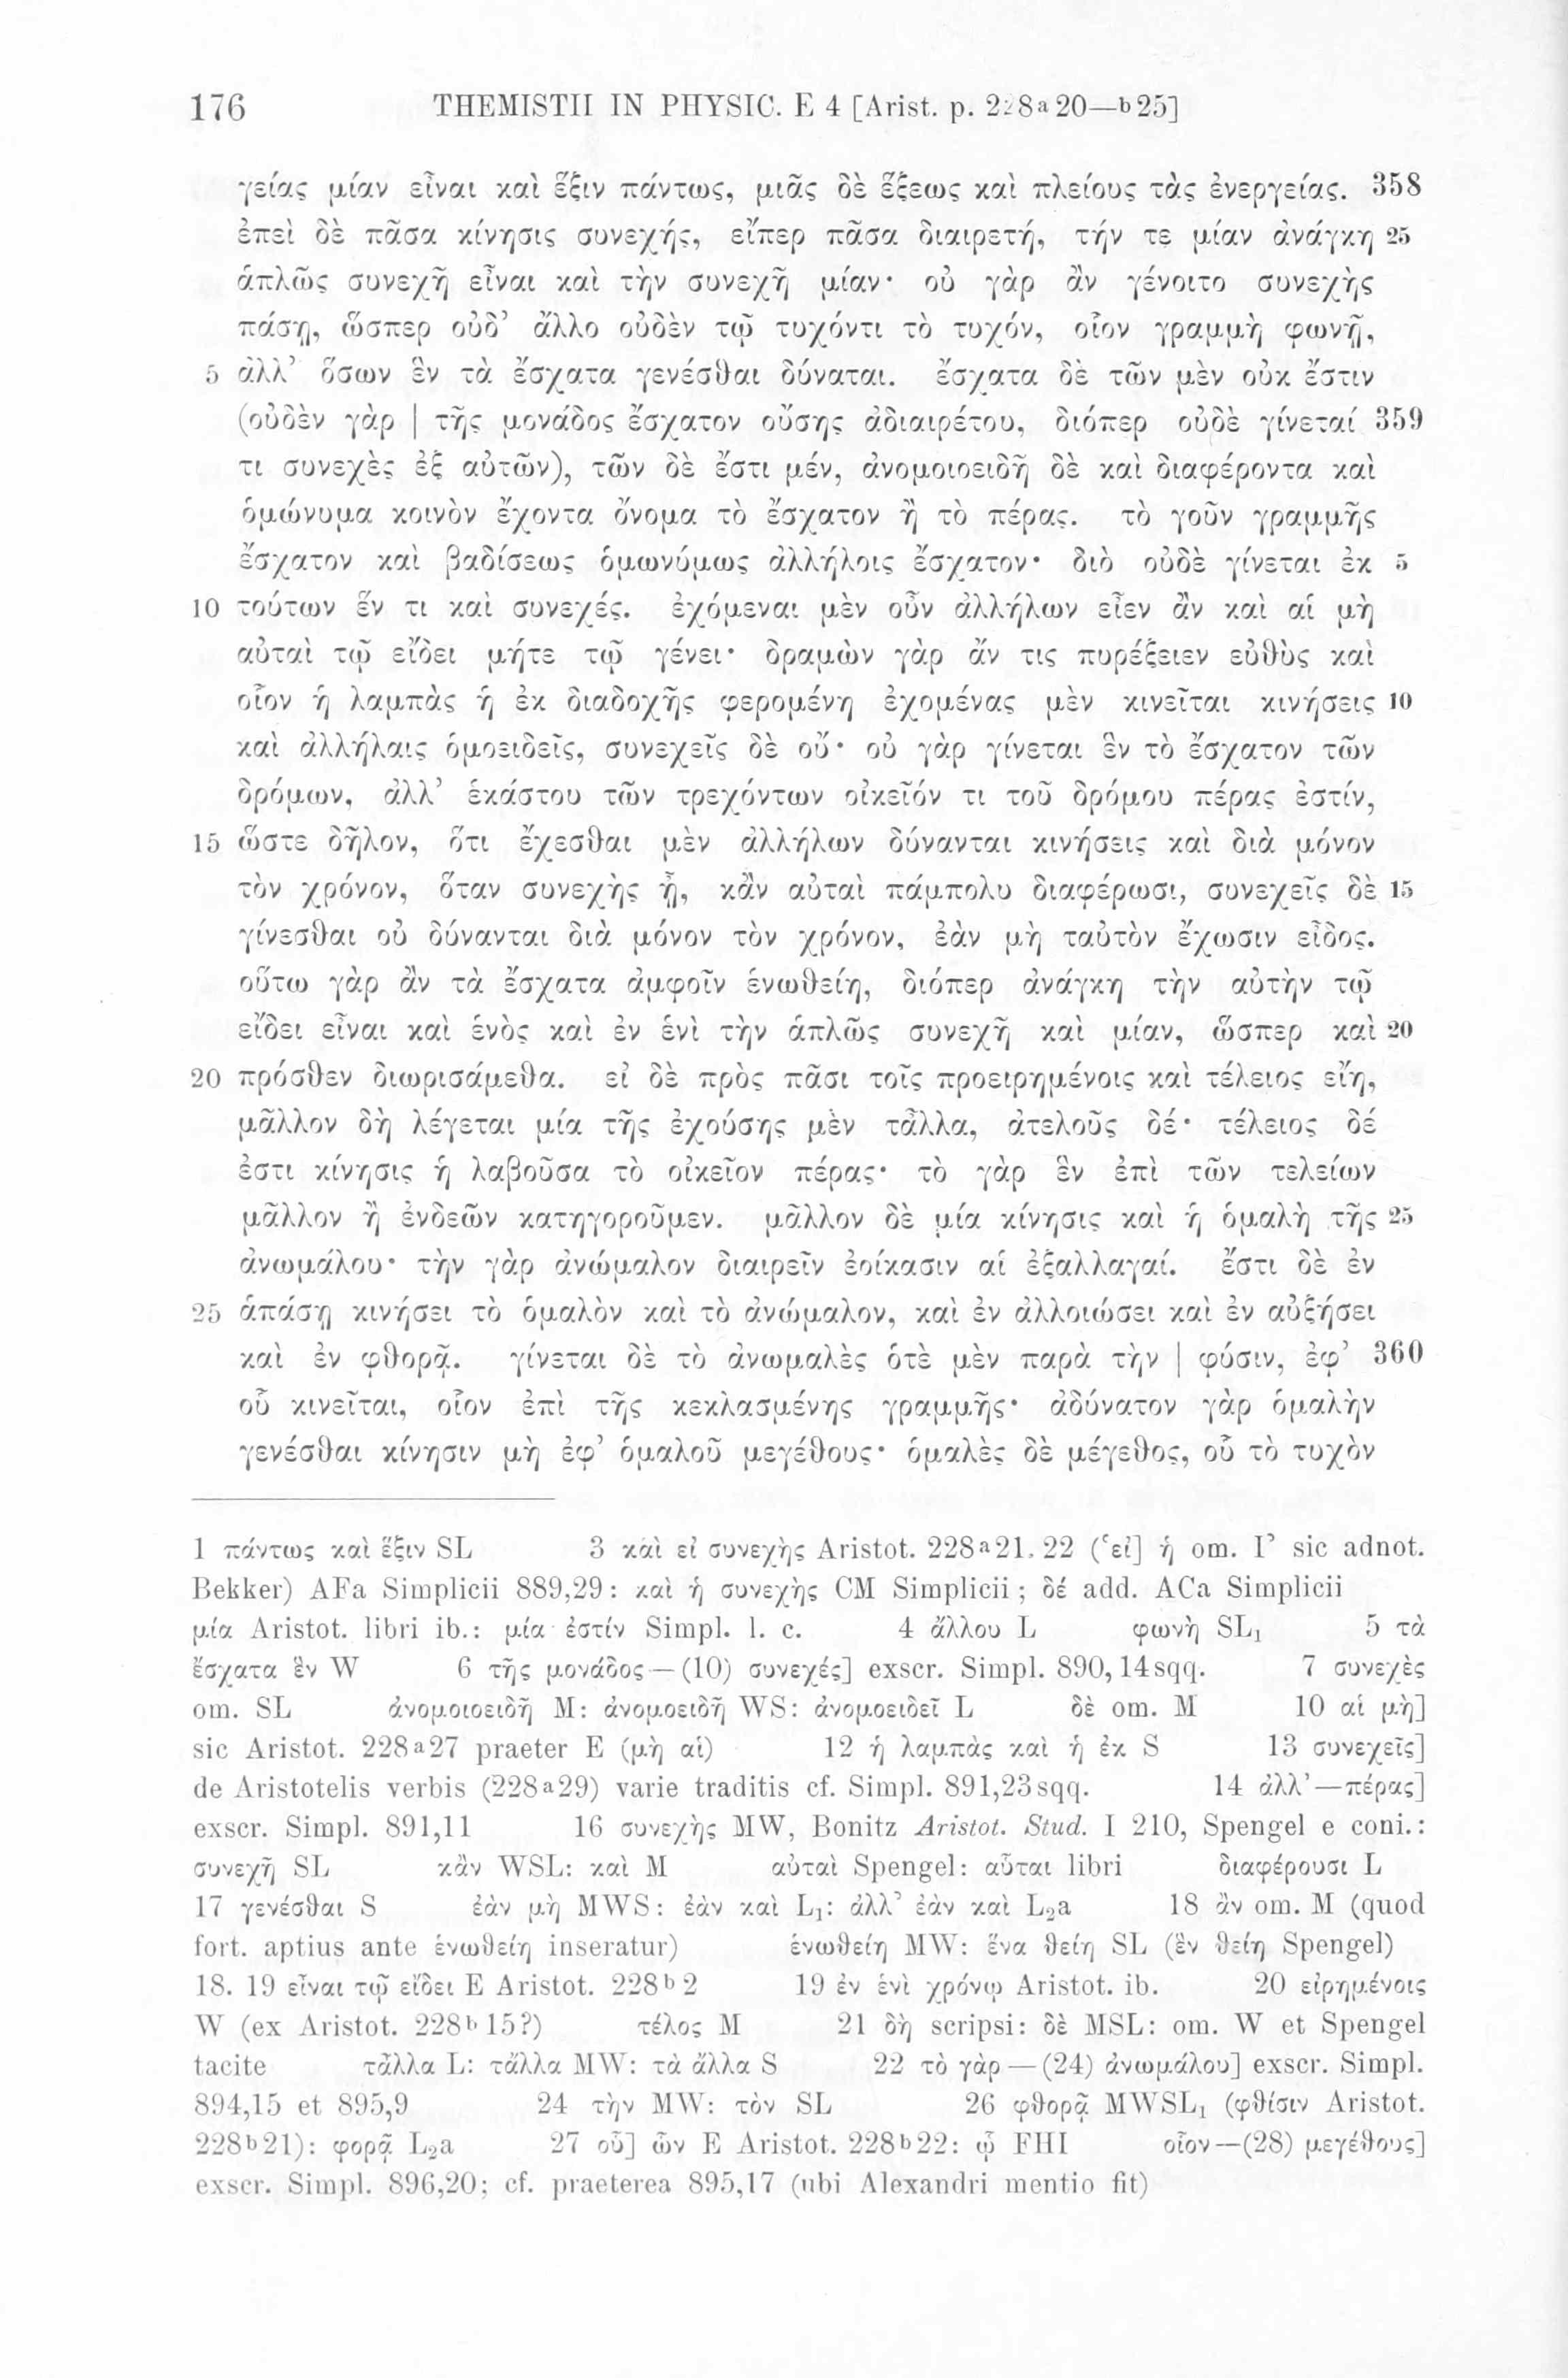 176 THEMISTII IN PHYSIC. E 4 [Arist. p. 228a 20—b 25]
γείας μίαν εἶναι καὶ ἕξιν πάντως, μιᾶς δὲ ἕξεως καὶ πλείους τὰς ἐνεργείας. 358
ἐπεὶ δὲ πᾶσα κίνησις συνεχής, εἴπερ πᾶσα διαιρετή, τήν τε μίαν ἀνάγκη 25
ἁπλῶς συνεχῆ εἶναι καὶ τὴν συνεχῆ μίαν· οὐ γὰρ ἂν γένοιτο συνεχὴς
πάσῃ, ὥσπερ οὐδ’ ἄλλο οὐδὲν τῷ τυχόντι τὸ τυχόν, οἷον γραμμὴ φωνῇ,
5 ἀλλ’ ὅσων ἓν τὰ ἔσχατα γενέσθαι δύναται. ἔσχατα δὲ τῶν μὲν οὐκ ἔστιν
(οὐδὲν γὰρ | τῆς μονάδος ἔσχατον οὔσης ἀδιαιρέτου, διόπερ οὐδὲ γίνεταί 359
τι συνεχὲς ἐξ αὐτῶν), τῶν δὲ ἔστι μέν, ἀνομοιοειδῆ δὲ καὶ διαφέροντα καὶ
ὁμώνυμα κοινὸν ἔχοντα ὄνομα τὸ ἔσχατον ἢ τὸ πέρας. τὸ γοῦν γραμμῆς
ἔσχατον καὶ βαδίσεως ὁμωνύμως ἀλλήλοις ἔσχατον· διὸ οὐδὲ γίνεται ἐκ 5
10 τούτων ἕν τι καὶ συνεχές. ἐχόμεναι μὲν οὖν ἀλλήλων εἶεν ἂν καὶ αἱ μὴ
αὐταὶ τῷ εἴδει μήτε τῷ γένει· δραμὼν γὰρ ἄν τις πυρέξειεν εὐθὺς καὶ
οἷον ἡ λαμπὰς ἡ ἐκ διαδοχῆς φερομένη ἐχομένας μὲν κινεῖται κινήσεις 10
καὶ ἀλλήλαις ὁμοειδεῖς, συνεχεῖς δὲ οὔ· οὐ γὰρ γίνεται ἓν τὸ ἔσχατον τῶν
δρόμων, ἀλλ’ ἑκάστου τῶν τρεχόντων οἰκεῖόν τι τοῦ δρόμου πέρας ἐστίν,
15 ὥστε δῆλον, ὅτι ἔχεσθαι μὲν ἀλλήλων δύνανται κινήσεις καὶ διὰ μόνον
τὸν χρόνον, ὅταν συνεχὴς ᾖ, κἂν αὐταὶ πάμπολυ διαφέρωσι, συνεχεῖς δὲ 15
γίνεσθαι οὐ δύνανται διὰ μόνον τὸν χρόνον, ἐὰν μὴ ταὐτὸν ἔχωσιν εἶδος.
οὕτω γὰρ ἂν τὰ ἔσχατα ἀμφοῖν ἑνωθείη, διόπερ ἀνάγκη τὴν αὐτὴν τῷ
εἴδει εἶναι καὶ ἑνὸς καὶ ἐν ἑνὶ τὴν ἁπλῶς συνεχῆ καὶ μίαν, ὥσπερ καὶ 20
20 πρόσθεν διωρισάμεθα. εἰ δὲ πρὸς πᾶσι τοῖς προειρημένοις καὶ τέλειος εἴη,
μᾶλλον δὴ λέγεται μία τῆς ἐχούσης μὲν τἆλλα, ἀτελοῦς δέ· τέλειος δέ
ἐστι κίνησις ἡ λαβοῦσα τὸ οἰκεῖον πέρας· τὸ γὰρ ἓν ἐπὶ τῶν τελείων
μᾶλλον ἢ ἐνδεῶν κατηγοροῦμεν. μᾶλλον δὲ μία κίνησις καὶ ἡ ὁμαλὴ τῆς 25
ἀνωμάλου· τὴν γὰρ ἀνώμαλον διαιρεῖν ἐοίκασιν αἱ ἐξαλλαγαί. ἔστι δὲ ἐν
25 ἁπάσῃ κινήσει τὸ ὁμαλὸν καὶ τὸ ἀνώμαλον, καὶ ἐν ἀλλοιώσει καὶ ἐν αὐξήσει
καὶ ἐν φθορᾷ. γίνεται δὲ τὸ ἀνωμαλὲς ὁτὲ μὲν παρὰ τὴν | φύσιν, ἐφ’ 360
οὗ κινεῖται, οἷον ἐπὶ τῆς κεκλασμένης γραμμῆς· ἀδύνατον γὰρ ὁμαλὴν
γενέσθαι κίνησιν μὴ ἐφ’ ὁμαλοῦ μεγέθους· ὁμαλὲς δὲ μέγεθος, οὗ τὸ τυχὸν
1 πάντως καὶ ἕξιν SL 3 καὶ εἰ συνεχὴς Aristot. 228a21. 22 (‘εἰ] ἡ om. I’ sic adnot.
Bekker) AFa Simplicii 889,29: καὶ ἡ συνεχὴς CM Simplicii; δέ add. ACa Simplicii
μία Aristot. libri ib.: μία ἐστίν Simpl. l. c. 4 ἄλλου L φωνὴ SL₁ 5 τὰ
ἔσχατα ἓν W 6 τῆς μονάδος — (10) συνεχές] exscr. Simpl. 890, 14 sqq. 7 συνεχὲς
om. SL ἀνομοιοειδῆ M: ἀνομοειδῆ WS: ἀνομοειδεῖ L δὲ om. M 10 αἱ μὴ]
sic Aristot. 228a27 praeter E (μὴ αἱ) 12 ἡ λαμπὰς καὶ ἡ ἐκ S 13 συνεχεῖς]
de Aristotelis verbis (228a29) varie traditis cf. Simpl. 891,23 sqq. 14 ἀλλ’ — πέρας]
exscr. Simpl. 891,11 16 συνεχὴς MW, Bonitz Aristot. Stud. I 210, Spengel e coni.:
συνεχῆ SL κἂν WSL: καὶ M αὐταὶ Spengel: αὗται libri διαφέρουσι L
17 γενέσθαι S ἐὰν μὴ MWS: ἐὰν καὶ L₁: ἀλλ’ ἐὰν καὶ L₂a 18 ἂν om. M (quod
fort. aptius ante ἑνωθείη inseratur) ἑνωθείη MW: ἕνα θείη SL (ἓν θείη Spengel)
18. 19 εἶναι τῷ εἴδει E Aristot. 228b2 19 ἐν ἑνὶ χρόνῳ Aristot. ib. 20 εἰρημένοις
W (ex Aristot. 228b 15?) τέλος M 21 δὴ scripsi: δὲ MSL: om. W et Spengel
tacite τἆλλα L: τἄλλα MW: τὰ ἄλλα S 22 τὸ γὰρ — (24) ἀνωμάλου] exscr. Simpl.
894,15 et 895,9 24 τὴν MW: τὸν SL 26 φθορᾷ MWSL₁ (φθίσιν Aristot.
228b21): φορᾷ L₂a 27 οὗ] ὧν E Aristot. 228b22: ᾧ FHI οἷον — (28) μεγέθους]
exscr. Simpl. 896,20; cf. praeterea 895,17 (ubi Alexandri mentio fit)